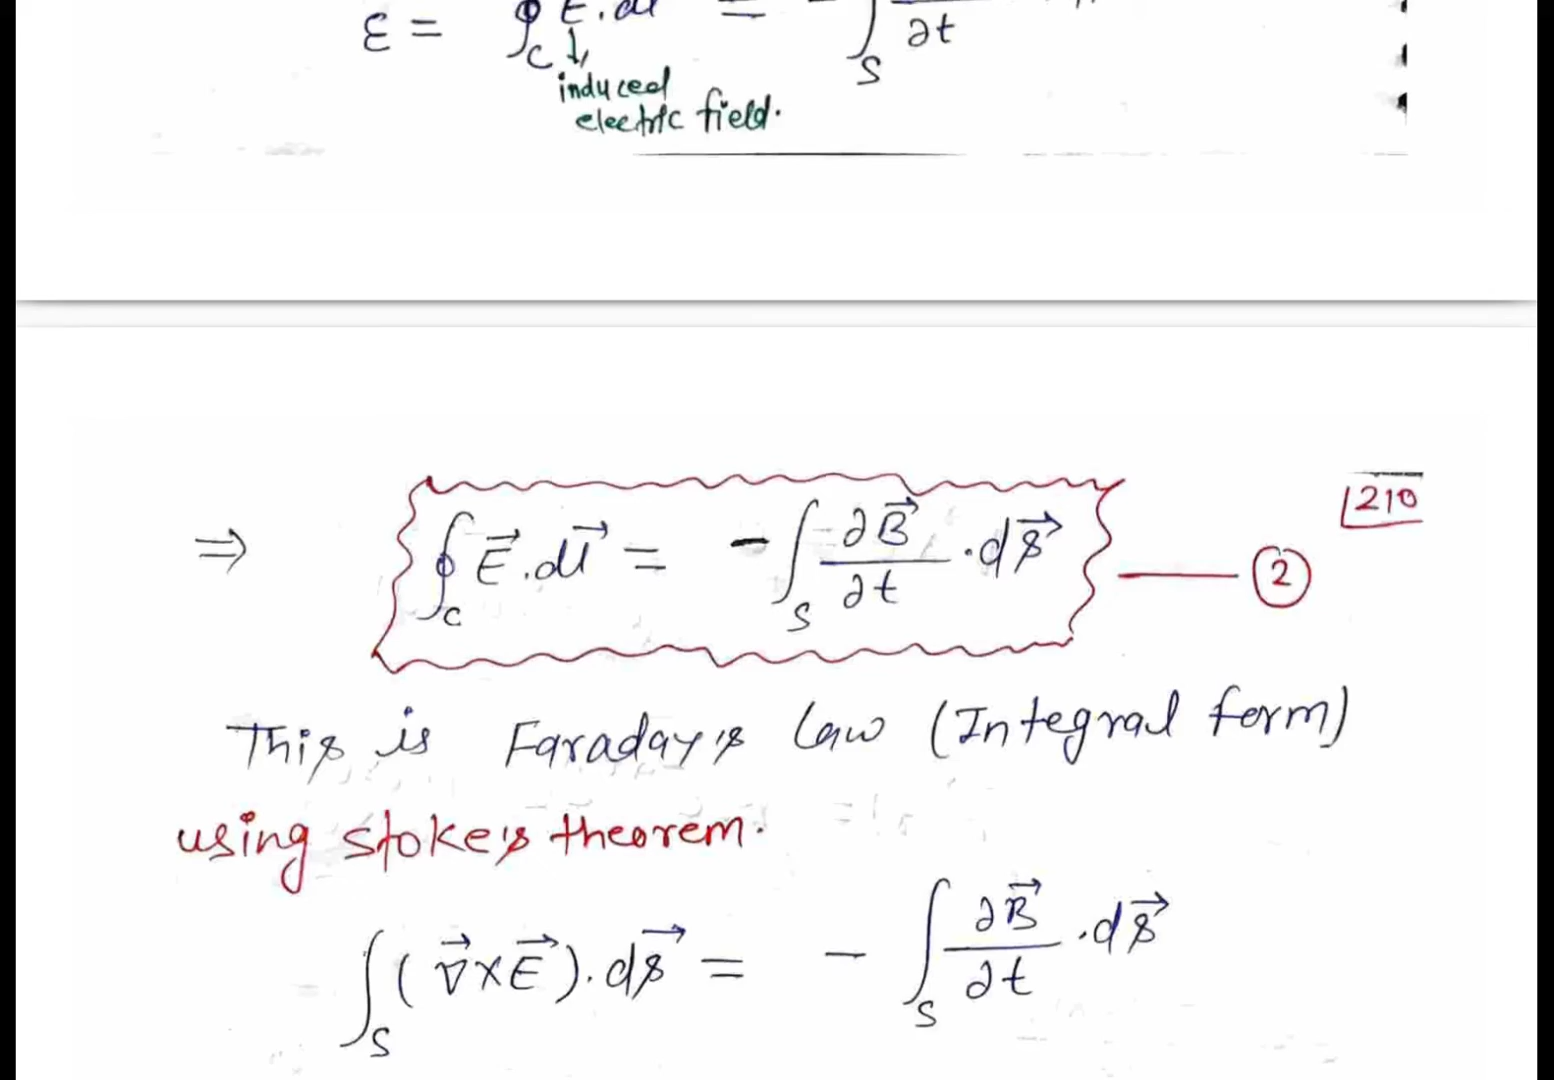 ε = ∮_C E . dl = - ∫_S ∂t
induced
electric field.
210
⇒ ∮_C E⃗ . dl⃗ = - ∫_S ∂B⃗/∂t . ds⃗ —— ②
This is Faraday's law (Integral form)
using stoke's theorem.
∫_S (∇⃗ × E⃗) . ds⃗ = - ∫_S ∂B⃗/∂t . ds⃗